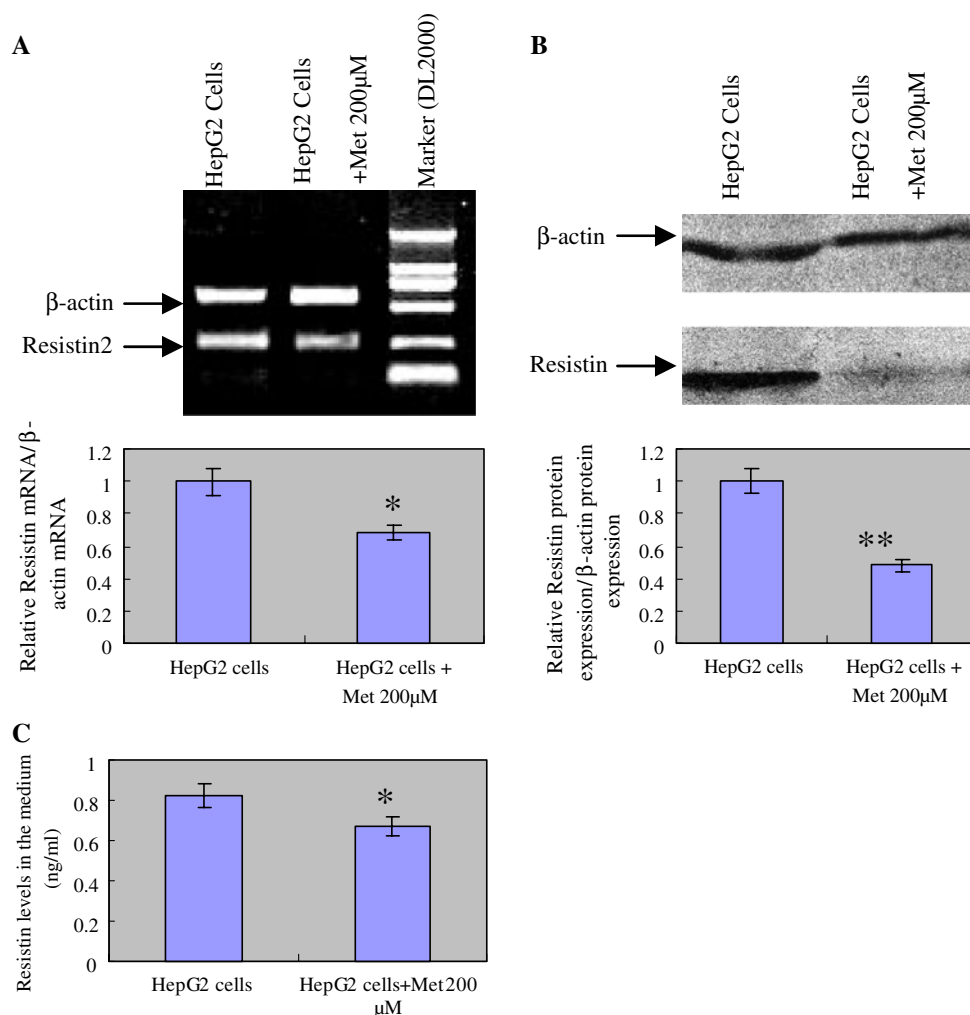 A
HepG2 Cells
HepG2 Cells
+Met 200µM
Marker (DL2000)
β-actin
Resistin2
Relative Resistin mRNA/β-
actin mRNA
1.2
1
0.8
0.6
0.4
0.2
0
*
HepG2 cells
HepG2 cells +
Met 200µM
B
HepG2 Cells
HepG2 Cells
+Met 200µM
β-actin
Resistin
Relative Resistin protein
expression/β-actin protein
expression
1.2
1
0.8
0.6
0.4
0.2
0
**
HepG2 cells
HepG2 cells +
Met 200µM
C
Resistin levels in the medium
(ng/ml)
1
0.8
0.6
0.4
0.2
0
*
HepG2 cells
HepG2 cells+Met200
µM